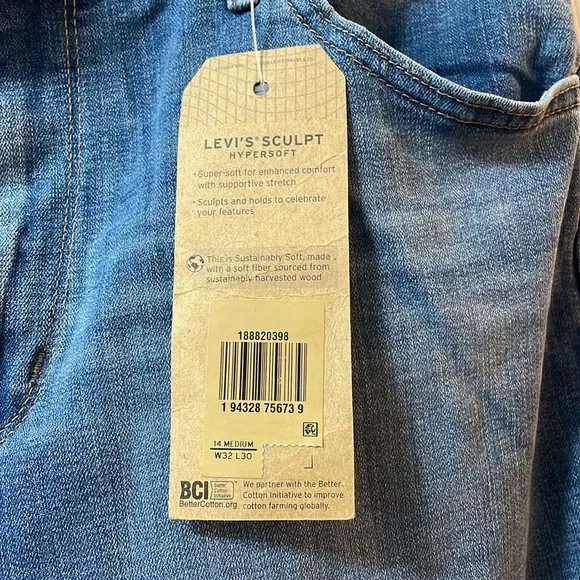 LEVI'S® SCULPT
HYPERSOFT
• Super-soft for enhanced comfort
with supportive stretch
• Sculpts and holds to celebrate
your features
This is Sustainably Soft, made
with a soft fiber sourced from
sustainably harvested wood
188820398
1 94328 75673 9
14 MEDIUM
W32 L30
BCI Better
Cotton
Initiative
BetterCotton.org
We partner with the Better
Cotton Initiative to improve
cotton farming globally.